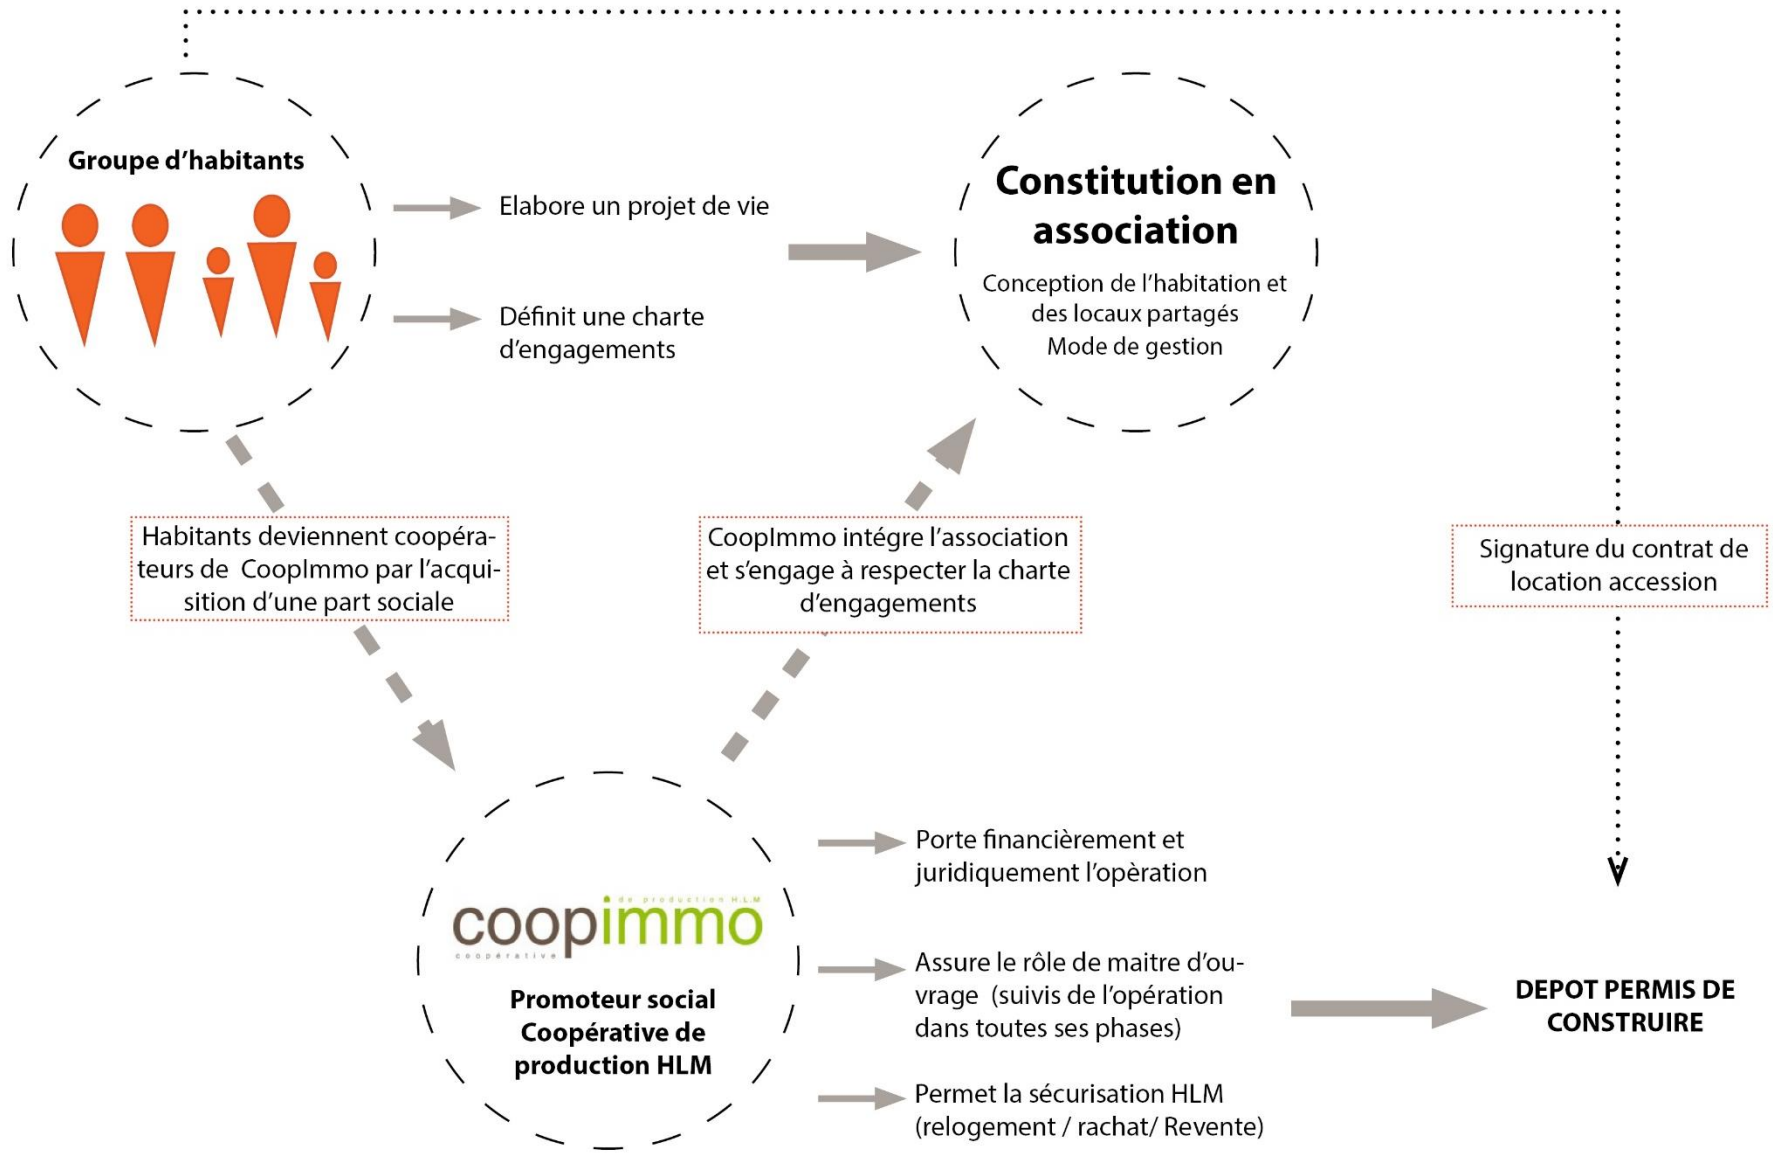 Groupe d'habitants
Elabore un projet de vie
Définit une charte
d'engagements
Constitution en
association
Conception de l'habitation et
des locaux partagés
Mode de gestion
Habitants deviennent coopéra-
teurs de CoopImmo par l'acqui-
sition d'une part sociale
CoopImmo intégre l'association
et s'engage à respecter la charte
d'engagements
Signature du contrat de
location accession
de production H.L.M
coopimmo
coopérative
Promoteur social
Coopérative de
production HLM
Porte financièrement et
juridiquement l'opèration
Assure le rôle de maitre d'ou-
vrage (suivis de l'opération
dans toutes ses phases)
Permet la sécurisation HLM
(relogement / rachat/ Revente)
DEPOT PERMIS DE
CONSTRUIRE